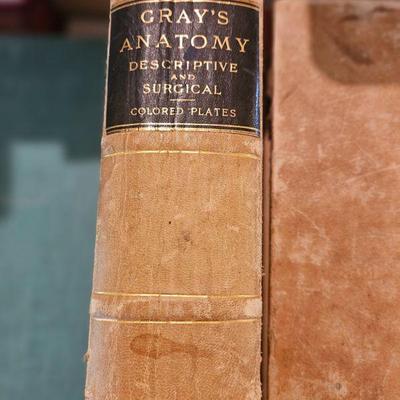 GRAY'S
ANATOMY
DESCRIPTIVE
AND
SURGICAL
COLORED PLATES